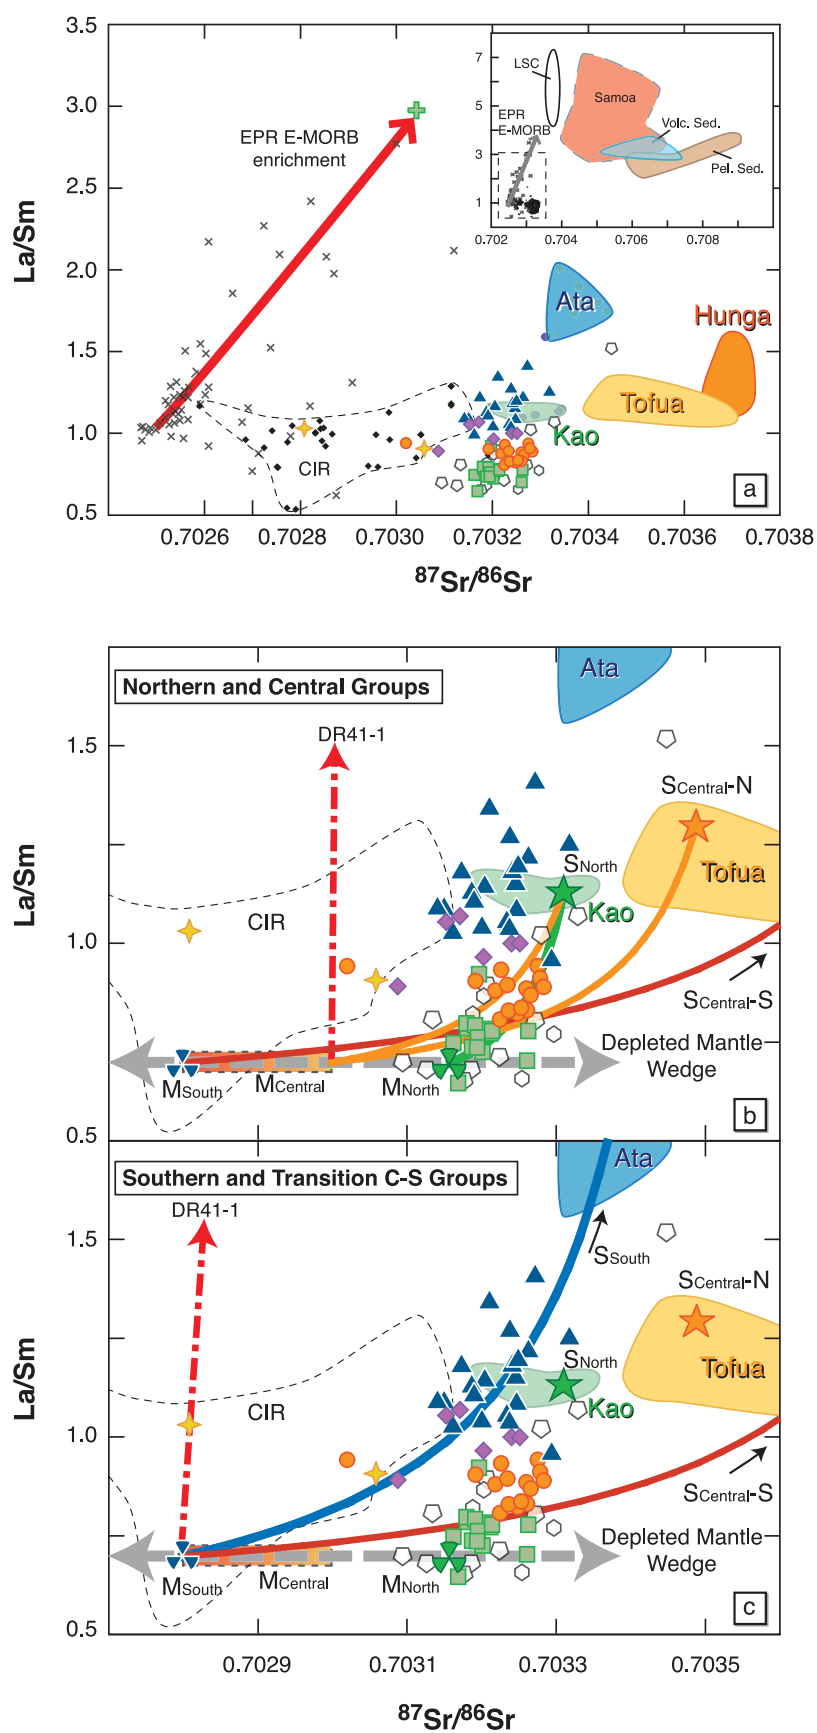 3.5
3.0
2.5
2.0
1.5
1.0
0.5
La/Sm
EPR E-MORB
enrichment
7
5
3
1
LSC
EPR
E-MORB
Samoa
Volc. Sed.
Pel. Sed.
0.702
0.704
0.706
0.708
Ata
Hunga
Tofua
Kao
CIR
a
0.7026
0.7028
0.7030
0.7032
0.7034
0.7036
0.7038
87Sr/86Sr
Northern and Central Groups
Ata
DR41-1
1.5
SCentral-N
SNorth
Tofua
Kao
CIR
1.0
La/Sm
SCentral-S
Depleted Mantle
Wedge
MSouth
MCentral
MNorth
b
0.5
Southern and Transition C-S Groups
Ata
DR41-1
1.5
SSouth
SCentral-N
SNorth
Tofua
Kao
CIR
1.0
La/Sm
SCentral-S
Depleted Mantle
Wedge
MSouth
MCentral
MNorth
c
0.5
0.7029
0.7031
0.7033
0.7035
87Sr/86Sr